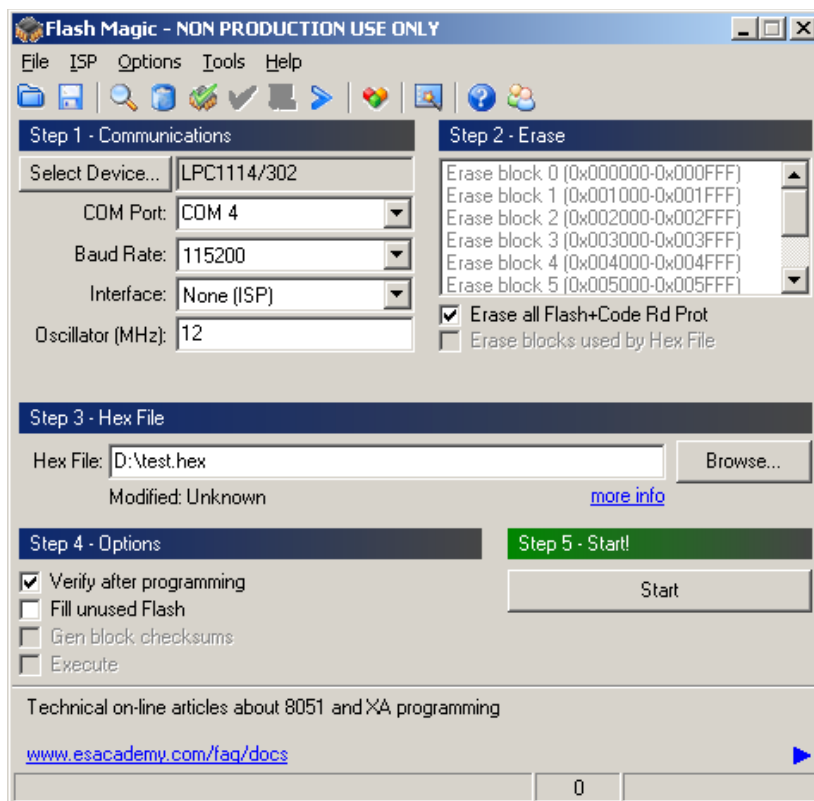 Flash Magic - NON PRODUCTION USE ONLY
File ISP Options Tools Help
Step 1 - Communications
Select Device... LPC1114/302
COM Port: COM 4
Baud Rate: 115200
Interface: None (ISP)
Oscillator (MHz): 12
Step 2 - Erase
Erase block 0 (0x000000-0x000FFF)
Erase block 1 (0x001000-0x001FFF)
Erase block 2 (0x002000-0x002FFF)
Erase block 3 (0x003000-0x003FFF)
Erase block 4 (0x004000-0x004FFF)
Erase block 5 (0x005000-0x005FFF)
Erase all Flash+Code Rd Prot
Erase blocks used by Hex File
Step 3 - Hex File
Hex File: D:\test.hex Browse...
Modified: Unknown more info
Step 4 - Options
Verify after programming
Fill unused Flash
Gen block checksums
Execute
Step 5 - Start!
Start
Technical on-line articles about 8051 and XA programming
www.esacademy.com/faq/docs
0